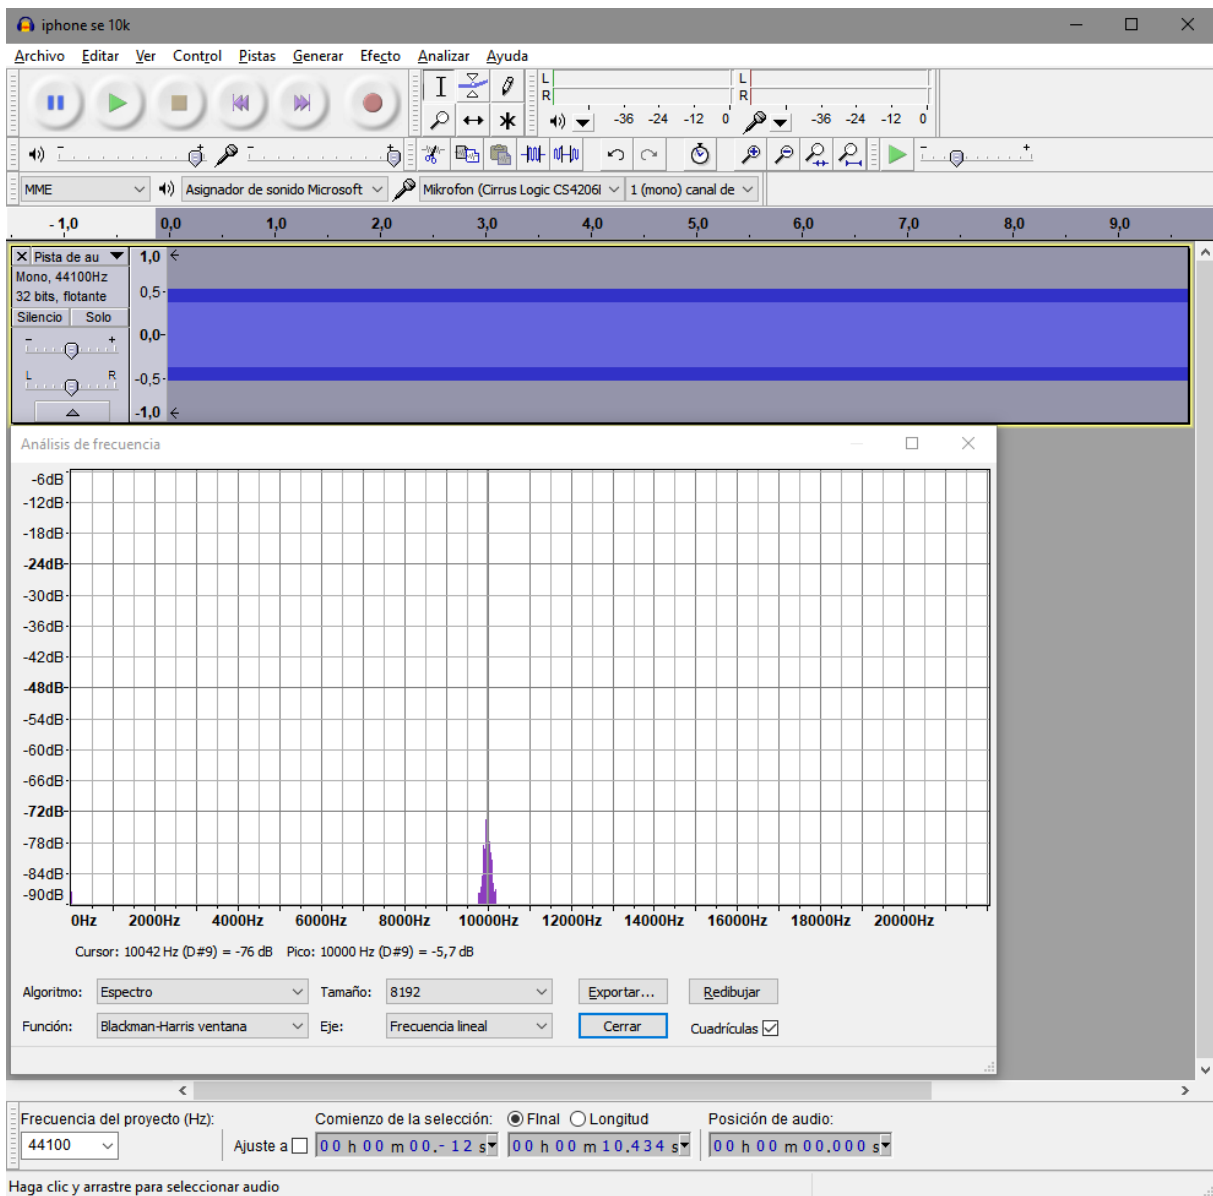 iphone se 10k
Archivo Editar Ver Control Pistas Generar Efecto Analizar Ayuda
L
R
-36 -24 -12 0
L
R
-36 -24 -12 0
MME
Asignador de sonido Microsoft
Mikrofon (Cirrus Logic CS4206I
1 (mono) canal de
- 1,0 0,0 1,0 2,0 3,0 4,0 5,0 6,0 7,0 8,0 9,0
Pista de au
Mono, 44100Hz
32 bits, flotante
Silencio Solo
- +
L R
1,0
0,5
0,0
-0,5
-1,0
Análisis de frecuencia
-6dB
-12dB
-18dB
-24dB
-30dB
-36dB
-42dB
-48dB
-54dB
-60dB
-66dB
-72dB
-78dB
-84dB
-90dB
0Hz 2000Hz 4000Hz 6000Hz 8000Hz 10000Hz 12000Hz 14000Hz 16000Hz 18000Hz 20000Hz
Cursor: 10042 Hz (D#9) = -76 dB Pico: 10000 Hz (D#9) = -5,7 dB
Algoritmo: Espectro Tamaño: 8192 Exportar... Redibujar
Función: Blackman-Harris ventana Eje: Frecuencia lineal Cerrar Cuadrículas
Frecuencia del proyecto (Hz): Comienzo de la selección: FInal Longitud Posición de audio:
44100 Ajuste a 00 h 00 m 00.- 12 s 00 h 00 m 10.434 s 00 h 00 m 00.000 s
Haga clic y arrastre para seleccionar audio